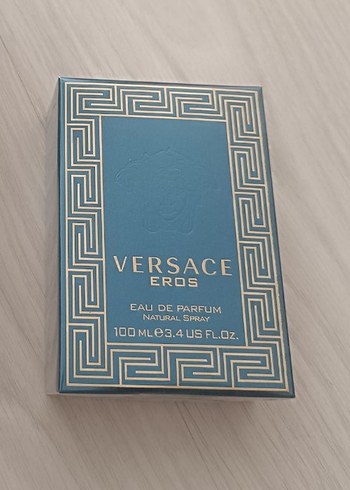 VERSACE
EROS
EAU DE PARFUM
NATURAL SPRAY
100 ML ℮ 3.4 US FL.OZ.